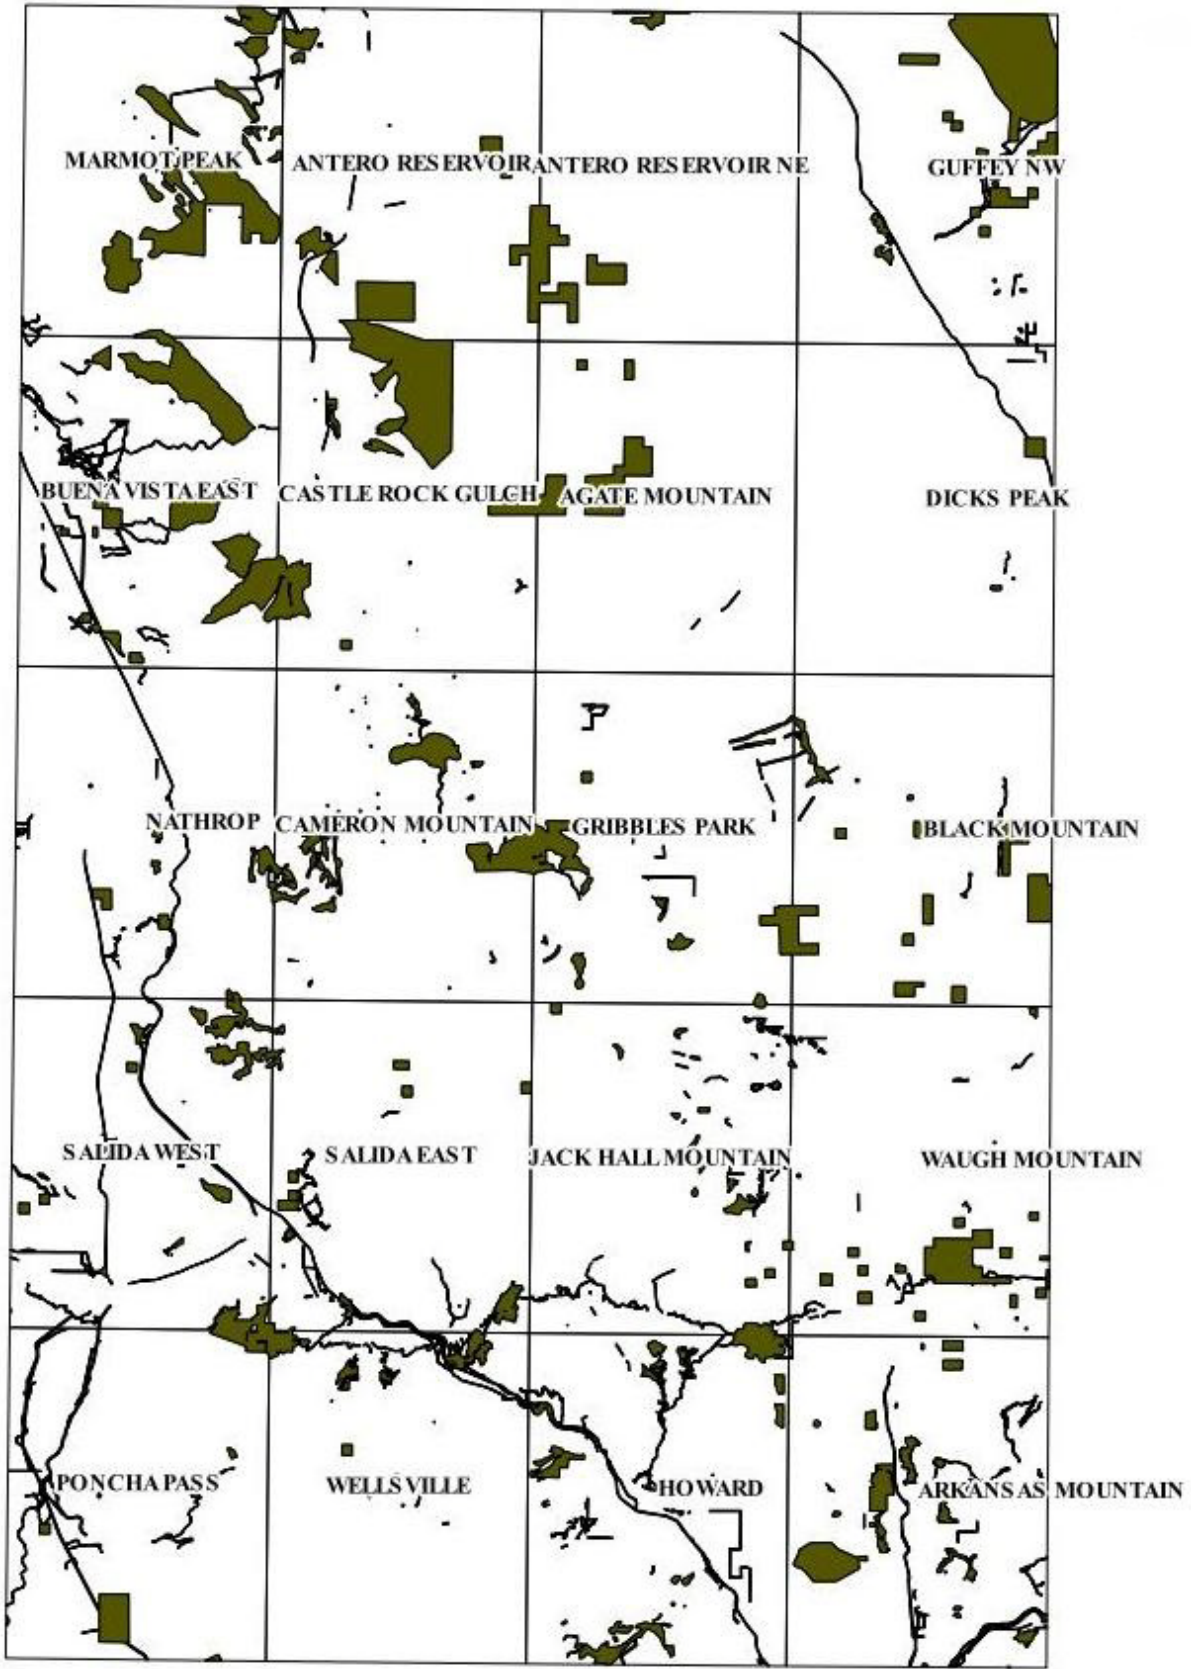 MARMOT PEAK
ANTERO RESERVOIR
ANTERO RESERVOIR NE
GUFFEY NW
BUENA VISTA EAST
CASTLE ROCK GULCH
AGATE MOUNTAIN
DICKS PEAK
NATHROP
CAMERON MOUNTAIN
GRIBBLES PARK
BLACK MOUNTAIN
SALIDA WEST
SALIDA EAST
JACK HALL MOUNTAIN
WAUGH MOUNTAIN
PONCHA PASS
WELLSVILLE
HOWARD
ARKANSAS MOUNTAIN